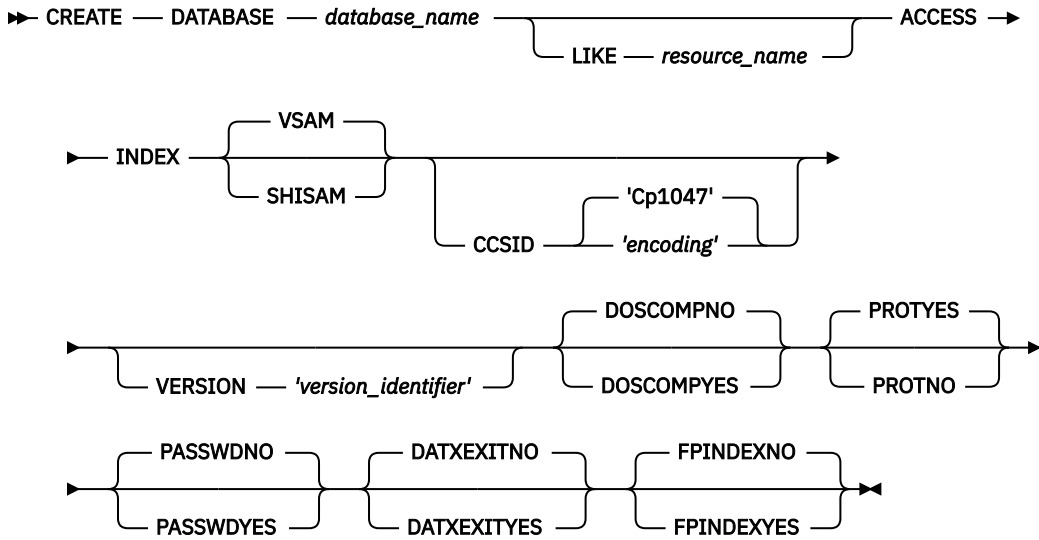 CREATE DATABASE database_name ACCESS
LIKE resource_name
VSAM
INDEX
SHISAM
'Cp1047'
CCSID 'encoding'
DOSCOMPNO PROTYES
VERSION 'version_identifier' DOSCOMPYES PROTNO
PASSWDNO DATXEXITNO FPINDEXNO
PASSWDYES DATXEXITYES FPINDEXYES